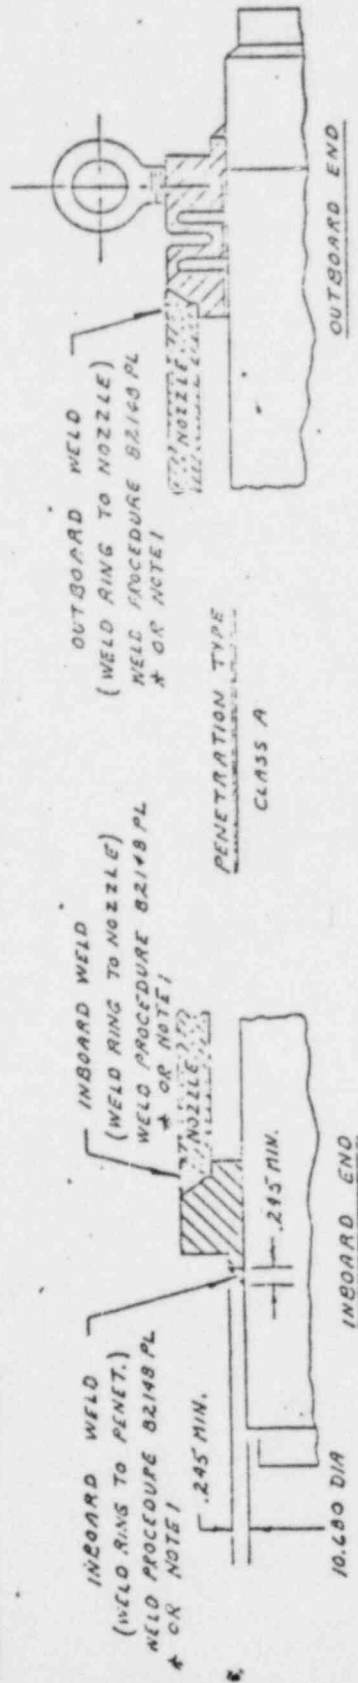 INBOARD WELD
(WELD RING TO PENET.)
WELD PROCEDURE 82148 PL
* OR NOTE 1
.245 MIN.
10.680 DIA
INBOARD WELD
(WELD RING TO NOZZLE)
WELD PROCEDURE 82148 PL
* OR NOTE 1
NOZZLE
.245 MIN.
INBOARD END
PENETRATION TYPE
CLASS A
OUTBOARD WELD
(WELD RING TO NOZZLE)
WELD PROCEDURE 82148 PL
* OR NOTE 1
NOZZLE
OUTBOARD END